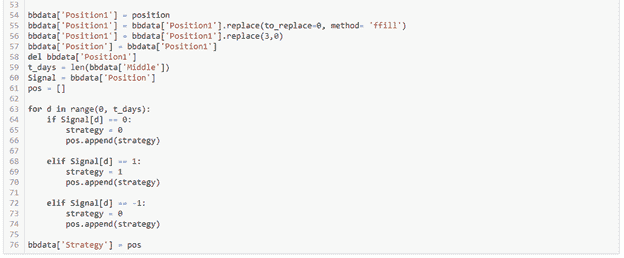 53
54 bbdata['Position1'] = position
55 bbdata['Position1'] = bbdata['Position1'].replace(to_replace=0, method= 'ffill')
56 bbdata['Position1'] = bbdata['Position1'].replace(3,0)
57 bbdata['Position'] = bbdata['Position1']
58 del bbdata['Position1']
59 t_days = len(bbdata['Middle'])
60 Signal = bbdata['Position']
61 pos = []
62
63 for d in range(0, t_days):
64     if Signal[d] == 0:
65         strategy = 0
66         pos.append(strategy)
67
68     elif Signal[d] == 1:
69         strategy = 1
70         pos.append(strategy)
71
72     elif Signal[d] == -1:
73         strategy = 0
74         pos.append(strategy)
75
76 bbdata['Strategy'] = pos